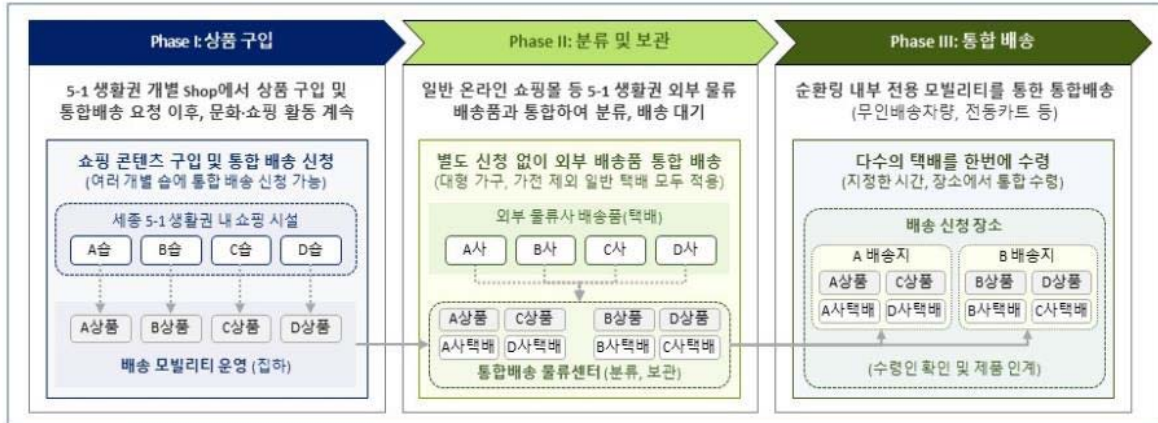 Phase I: 상품 구입
5-1 생활권 개별 Shop에서 상품 구입 및
통합배송 요청 이후, 문화·쇼핑 활동 계속
쇼핑 콘텐츠 구입 및 통합 배송 신청
(여러 개별 숍에 통합 배송 신청 가능)
세종 5-1 생활권 내 쇼핑 시설
A숍 B숍 C숍 D숍
A상품 B상품 C상품 D상품
배송 모빌리티 운영 (집하)
Phase II: 분류 및 보관
일반 온라인 쇼핑몰 등 5-1 생활권 외부 물류
배송품과 통합하여 분류, 배송 대기
별도 신청 없이 외부 배송품 통합 배송
(대형 가구, 가전 제외 일반 택배 모두 적용)
외부 물류사 배송품(택배)
A사 B사 C사 D사
A상품 C상품 B상품 D상품
A사택배 D사택배 B사택배 C사택배
통합배송 물류센터 (분류, 보관)
Phase III: 통합 배송
순환링 내부 전용 모빌리티를 통한 통합배송
(무인배송차량, 전동카트 등)
다수의 택배를 한번에 수령
(지정한 시간, 장소에서 통합 수령)
배송 신청 장소
A 배송지 B 배송지
A상품 C상품 B상품 D상품
A사택배 D사택배 B사택배 C사택배
(수령인 확인 및 제품 인계)